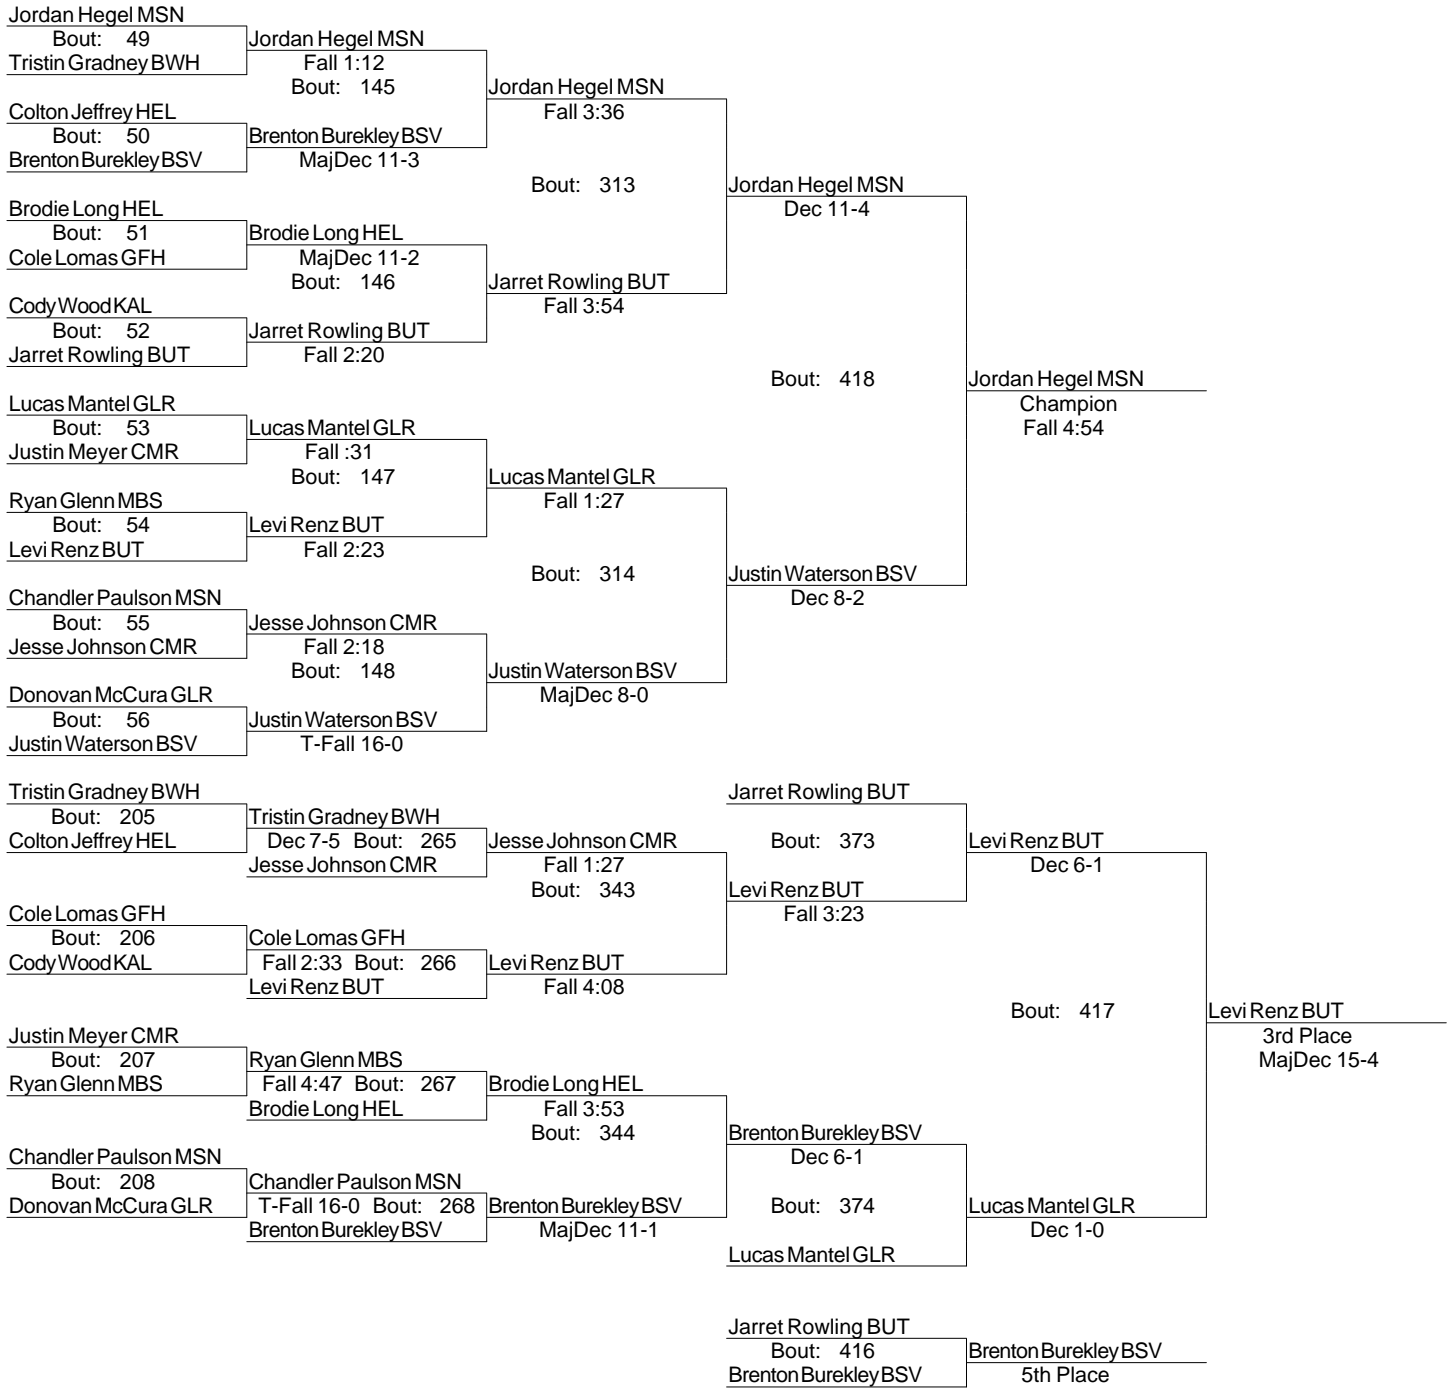 Jordan Hegel MSN
Bout: 49
Tristin Gradney BWH
Colton Jeffrey HEL
Bout: 50
Brenton Burekley BSV
Brodie Long HEL
Bout: 51
Cole Lomas GFH
Cody Wood KAL
Bout: 52
Jarret Rowling BUT
Lucas Mantel GLR
Bout: 53
Justin Meyer CMR
Ryan Glenn MBS
Bout: 54
Levi Renz BUT
Chandler Paulson MSN
Bout: 55
Jesse Johnson CMR
Donovan McCura GLR
Bout: 56
Justin Waterson BSV
Jordan Hegel MSN
Fall 1:12
Bout: 145
Brenton Burekley BSV
MajDec 11-3
Brodie Long HEL
MajDec 11-2
Bout: 146
Jarret Rowling BUT
Fall 2:20
Lucas Mantel GLR
Fall :31
Bout: 147
Levi Renz BUT
Fall 2:23
Jesse Johnson CMR
Fall 2:18
Bout: 148
Justin Waterson BSV
T-Fall 16-0
Jordan Hegel MSN
Fall 3:36
Bout: 313
Jarret Rowling BUT
Fall 3:54
Lucas Mantel GLR
Fall 1:27
Bout: 314
Justin Waterson BSV
MajDec 8-0
Jordan Hegel MSN
Dec 11-4
Bout: 418
Justin Waterson BSV
Dec 8-2
Jordan Hegel MSN
Champion
Fall 4:54
Tristin Gradney BWH
Bout: 205
Colton Jeffrey HEL
Cole Lomas GFH
Bout: 206
Cody Wood KAL
Justin Meyer CMR
Bout: 207
Ryan Glenn MBS
Chandler Paulson MSN
Bout: 208
Donovan McCura GLR
Tristin Gradney BWH
Dec 7-5 Bout: 265
Jesse Johnson CMR
Cole Lomas GFH
Fall 2:33 Bout: 266
Levi Renz BUT
Ryan Glenn MBS
Fall 4:47 Bout: 267
Brodie Long HEL
Chandler Paulson MSN
T-Fall 16-0 Bout: 268
Brenton Burekley BSV
Jesse Johnson CMR
Fall 1:27
Bout: 343
Levi Renz BUT
Fall 4:08
Brodie Long HEL
Fall 3:53
Bout: 344
Brenton Burekley BSV
MajDec 11-1
Jarret Rowling BUT
Bout: 373
Levi Renz BUT
Fall 3:23
Brenton Burekley BSV
Dec 6-1
Bout: 374
Lucas Mantel GLR
Levi Renz BUT
Dec 6-1
Bout: 417
Lucas Mantel GLR
Dec 1-0
Levi Renz BUT
3rd Place
MajDec 15-4
Jarret Rowling BUT
Bout: 416
Brenton Burekley BSV
Brenton Burekley BSV
5th Place